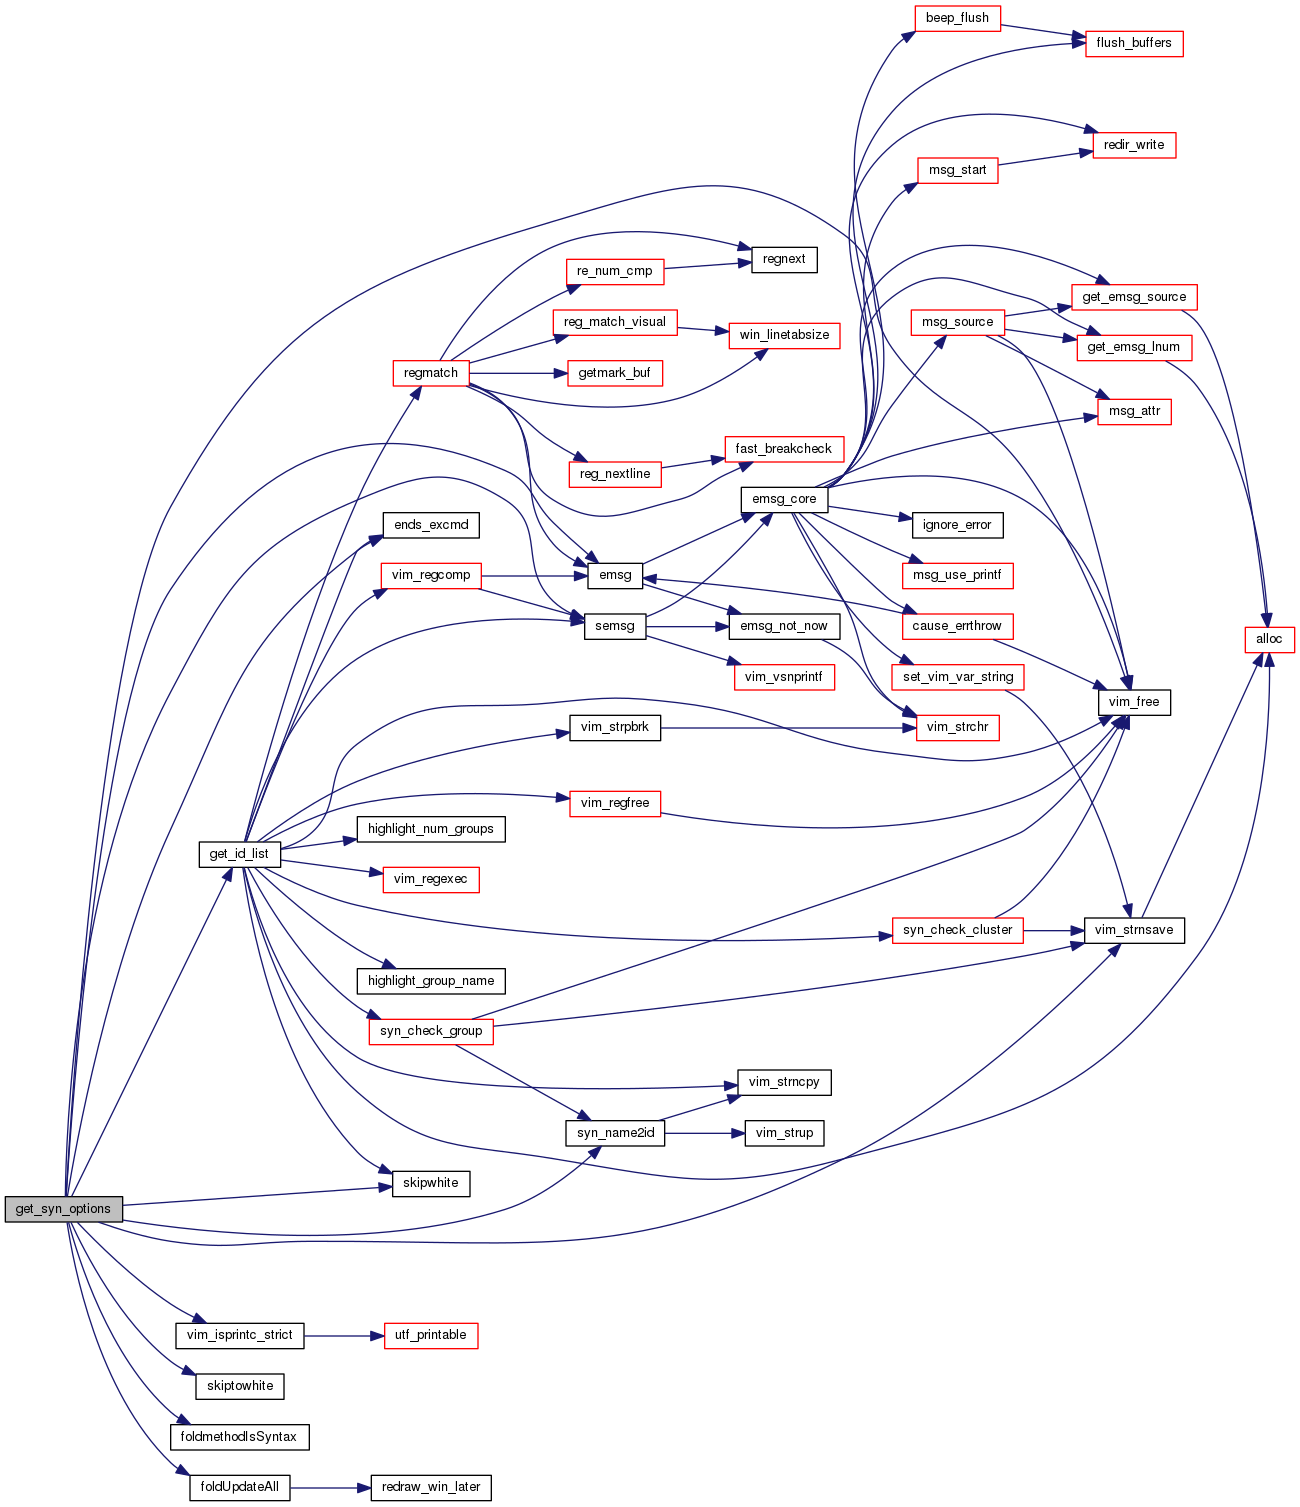 beep_flush
flush_buffers
redir_write
msg_start
regnext
re_num_cmp
get_emsg_source
reg_match_visual
msg_source
win_linetabsize
get_emsg_lnum
regmatch
getmark_buf
msg_attr
fast_breakcheck
reg_nextline
emsg_core
ends_excmd
ignore_error
vim_regcomp
emsg
msg_use_printf
semsg
emsg_not_now
cause_errthrow
alloc
vim_vsnprintf
set_vim_var_string
vim_free
vim_strpbrk
vim_strchr
vim_regfree
highlight_num_groups
get_id_list
vim_regexec
syn_check_cluster
vim_strnsave
highlight_group_name
syn_check_group
vim_strncpy
syn_name2id
vim_strup
skipwhite
get_syn_options
vim_isprintc_strict
utf_printable
skiptowhite
foldmethodIsSyntax
foldUpdateAll
redraw_win_later